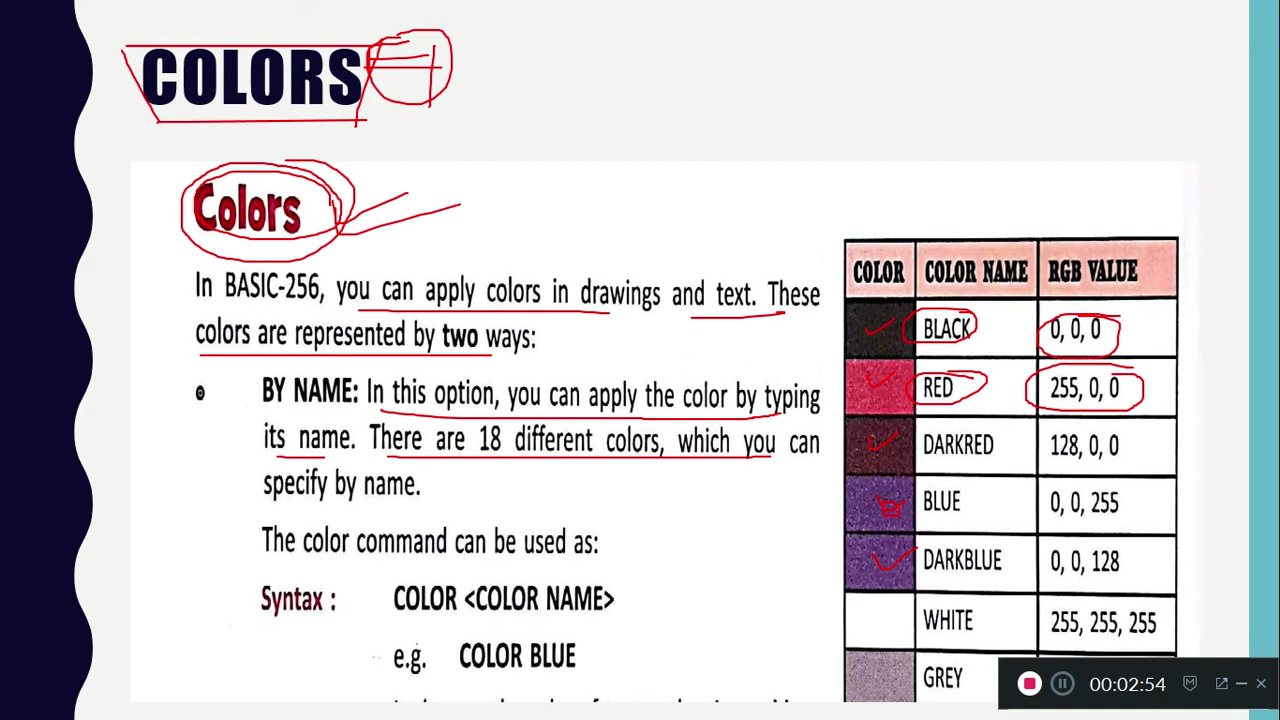 COLORS
Colors
In BASIC-256, you can apply colors in drawings and text. These
colors are represented by two ways:
BY NAME: In this option, you can apply the color by typing
its name. There are 18 different colors, which you can
specify by name.
The color command can be used as:
Syntax : COLOR <COLOR NAME>
e.g. COLOR BLUE
COLOR COLOR NAME RGB VALUE
BLACK 0, 0, 0
RED 255, 0, 0
DARKRED 128, 0, 0
BLUE 0, 0, 255
DARKBLUE 0, 0, 128
WHITE 255, 255, 255
GREY
00:02:54